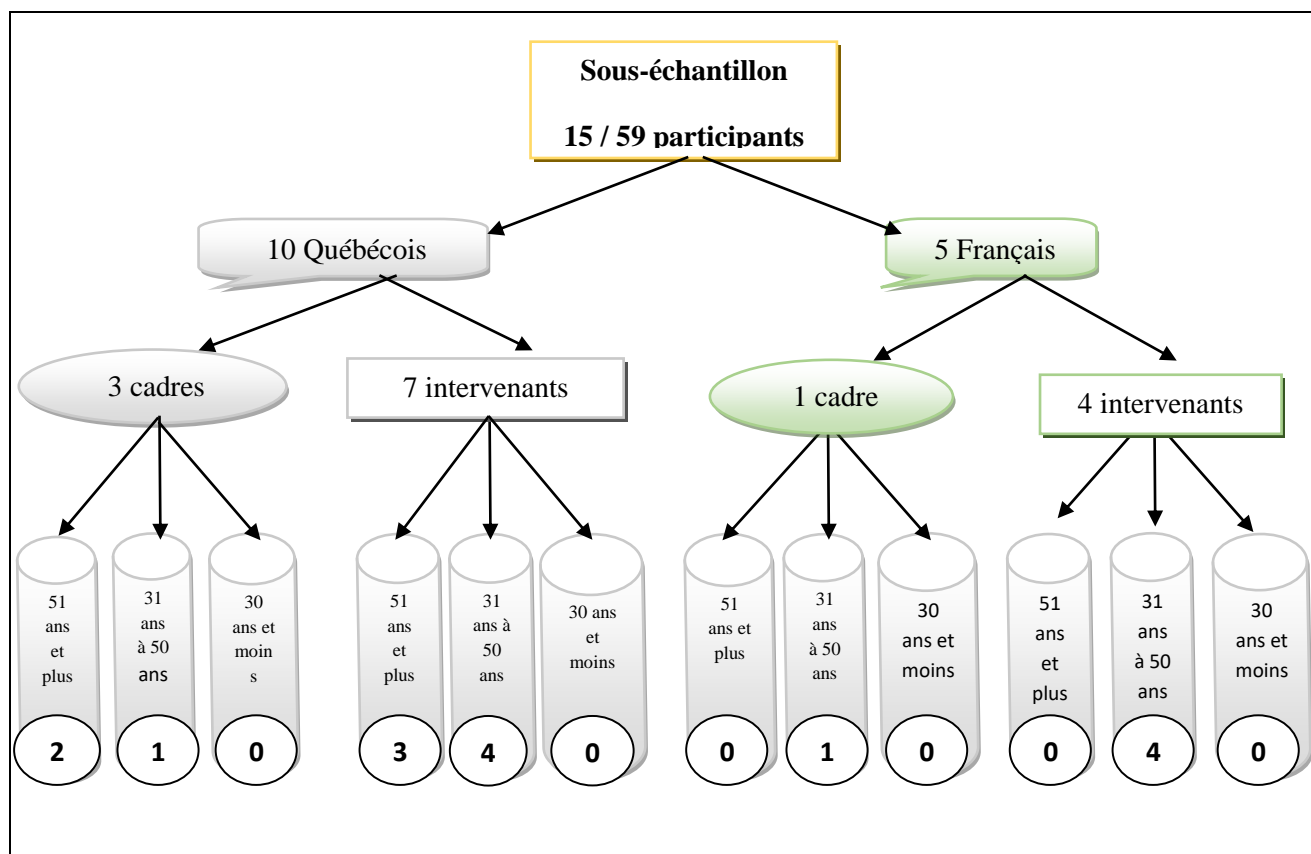 Sous-échantillon
15 / 59 participants
10 Québécois
5 Français
3 cadres
7 intervenants
1 cadre
4 intervenants
51
ans
et
plus
31
ans
à 50
ans
30
ans et
moin
s
51
ans
et
plus
31
ans à
50
ans
30 ans
et
moins
51
ans et
plus
31
ans
à 50
ans
30
ans et
moins
51
ans
et
plus
31
ans
à 50
ans
30
ans et
moins
2
1
0
3
4
0
0
1
0
0
4
0